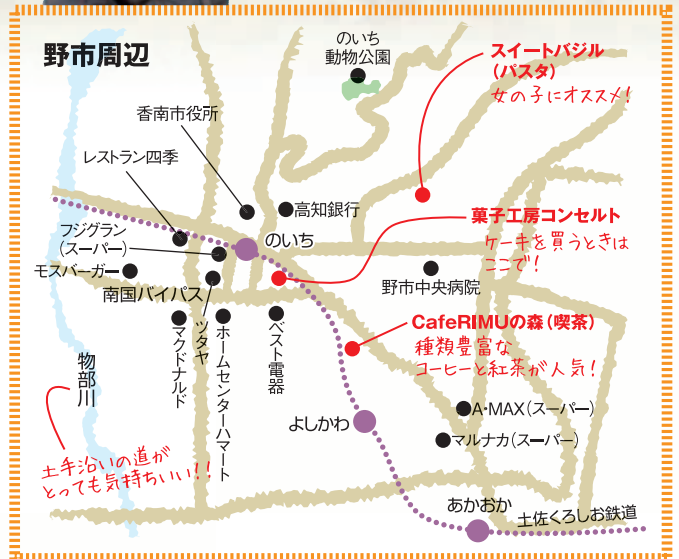 野市周辺
のいち
動物公園
スイートバジル
(パスタ)
女の子にオススメ!
香南市役所
レストラン四季
高知銀行
フジグラン
(スーパー)
のいち
菓子工房コンセルト
ケーキを買うときは
ここで!
モスバーガー
南国バイパス
野市中央病院
CafeRIMUの森(喫茶)
種類豊富な
コーヒーと紅茶が人気!
マクドナルド
ツタヤ
ホームセンターハマート
ベスト電器
物部川
よしかわ
A・MAX(スーパー)
マルナカ(スーパー)
土手沿いの道が
とっても気持ちいい!!
あかおか
土佐くろしお鉄道